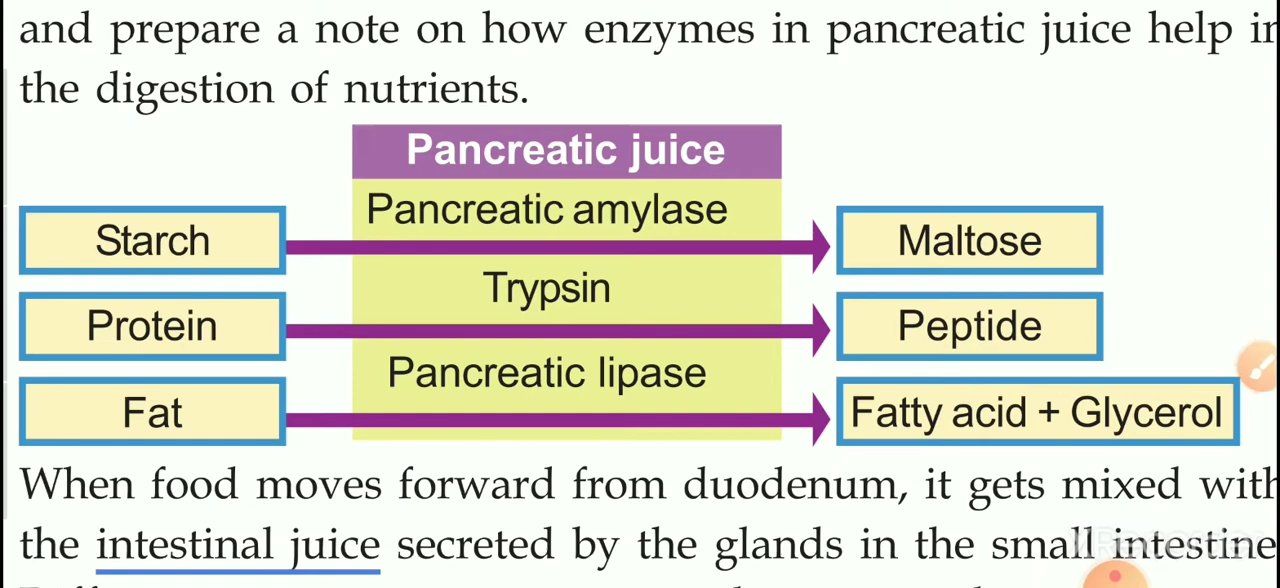 and prepare a note on how enzymes in pancreatic juice help in
the digestion of nutrients.
Pancreatic juice
Pancreatic amylase
Starch
Maltose
Trypsin
Protein
Peptide
Pancreatic lipase
Fat
Fatty acid + Glycerol
When food moves forward from duodenum, it gets mixed with
the intestinal juice secreted by the glands in the small intestine
XRecorder